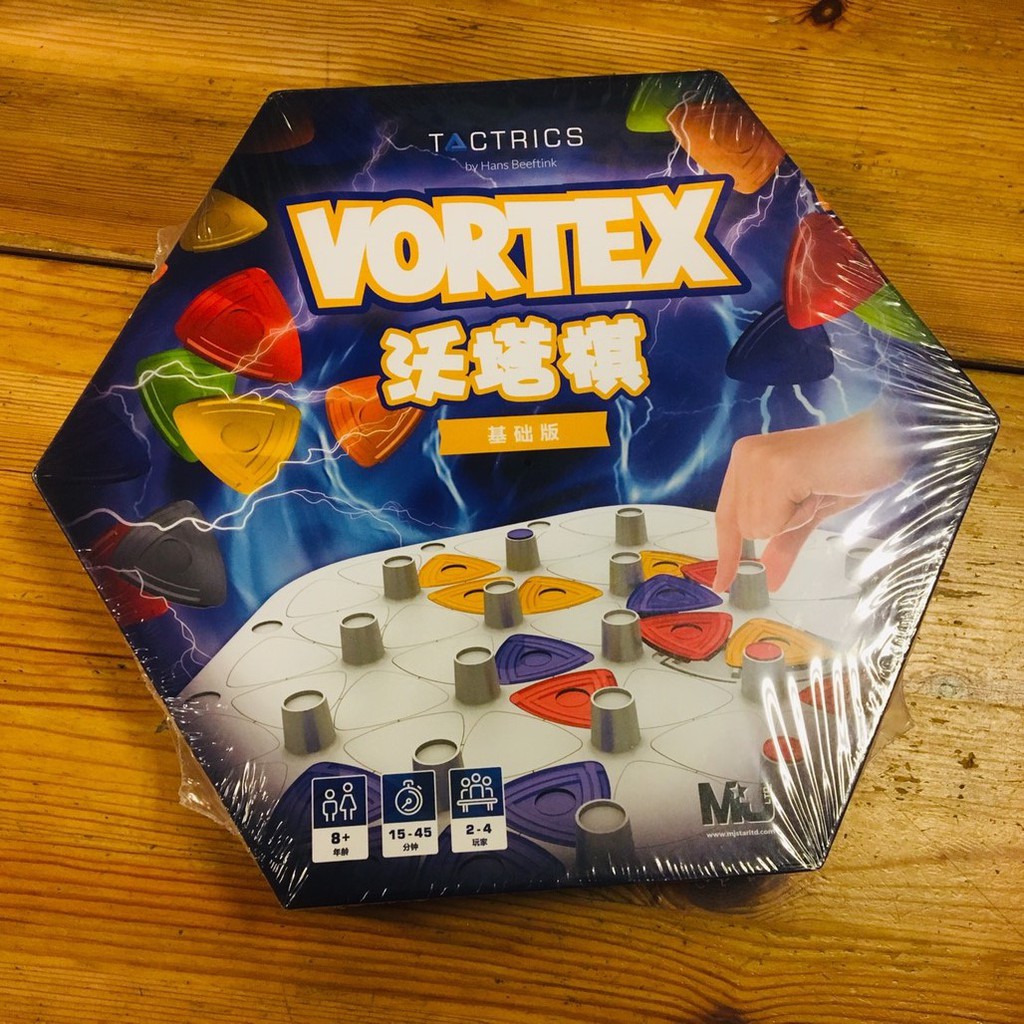 TACTRICS
by Hans Beeftink
VORTEX
沃塔棋
基础版
8+
年龄
15-45
分钟
2-4
玩家
MJ
www.mjstarltd.com